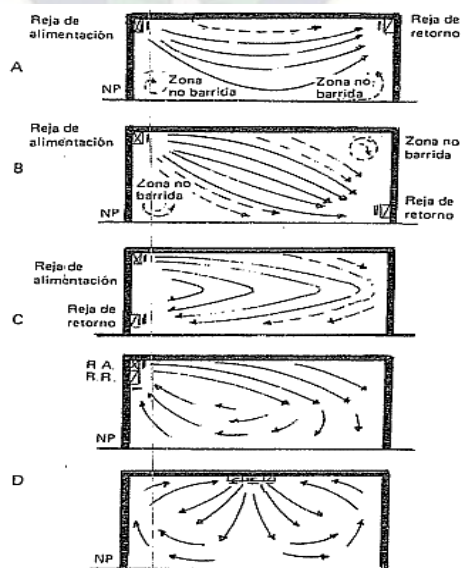 Reja de
alimentación
Reja de
retorno
A
Zona
no barrida
Zona no
barrida
NP
Reja de
alimentación
Zona no
barrida
B
Zona no
barrida
Reja de
retorno
NP
Reja de
alimentación
Reja de
retorno
C
R.A.
R.R.
NP
D
NP